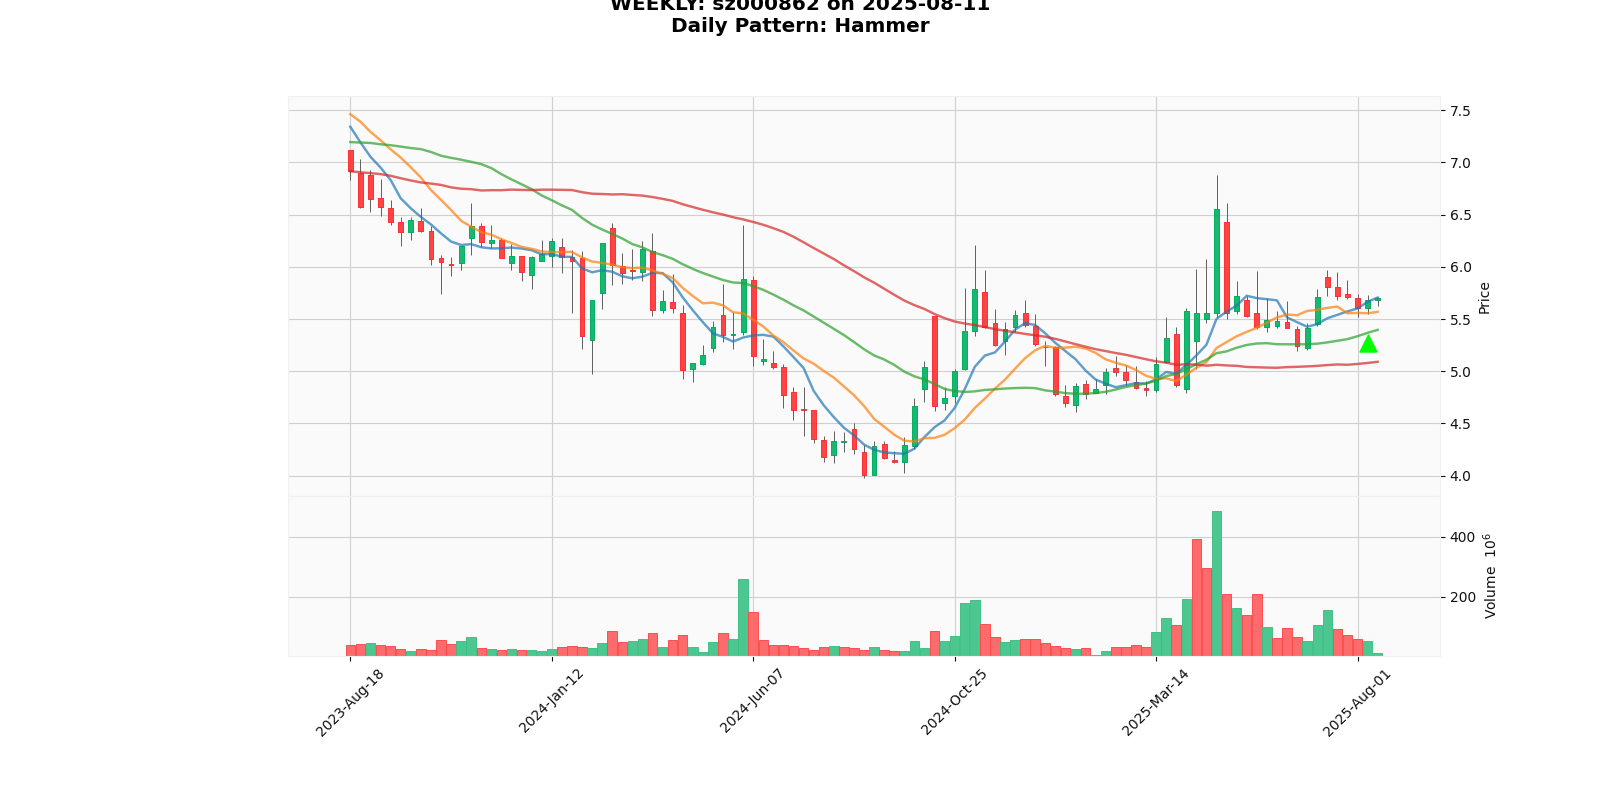 WEEKLY: sz000862 on 2025-08-11
Daily Pattern: Hammer
7.5
7.0
6.5
6.0
5.5
5.0
4.5
4.0
Price
400
200
Volume 10⁶
2023-Aug-18
2024-Jan-12
2024-Jun-07
2024-Oct-25
2025-Mar-14
2025-Aug-01